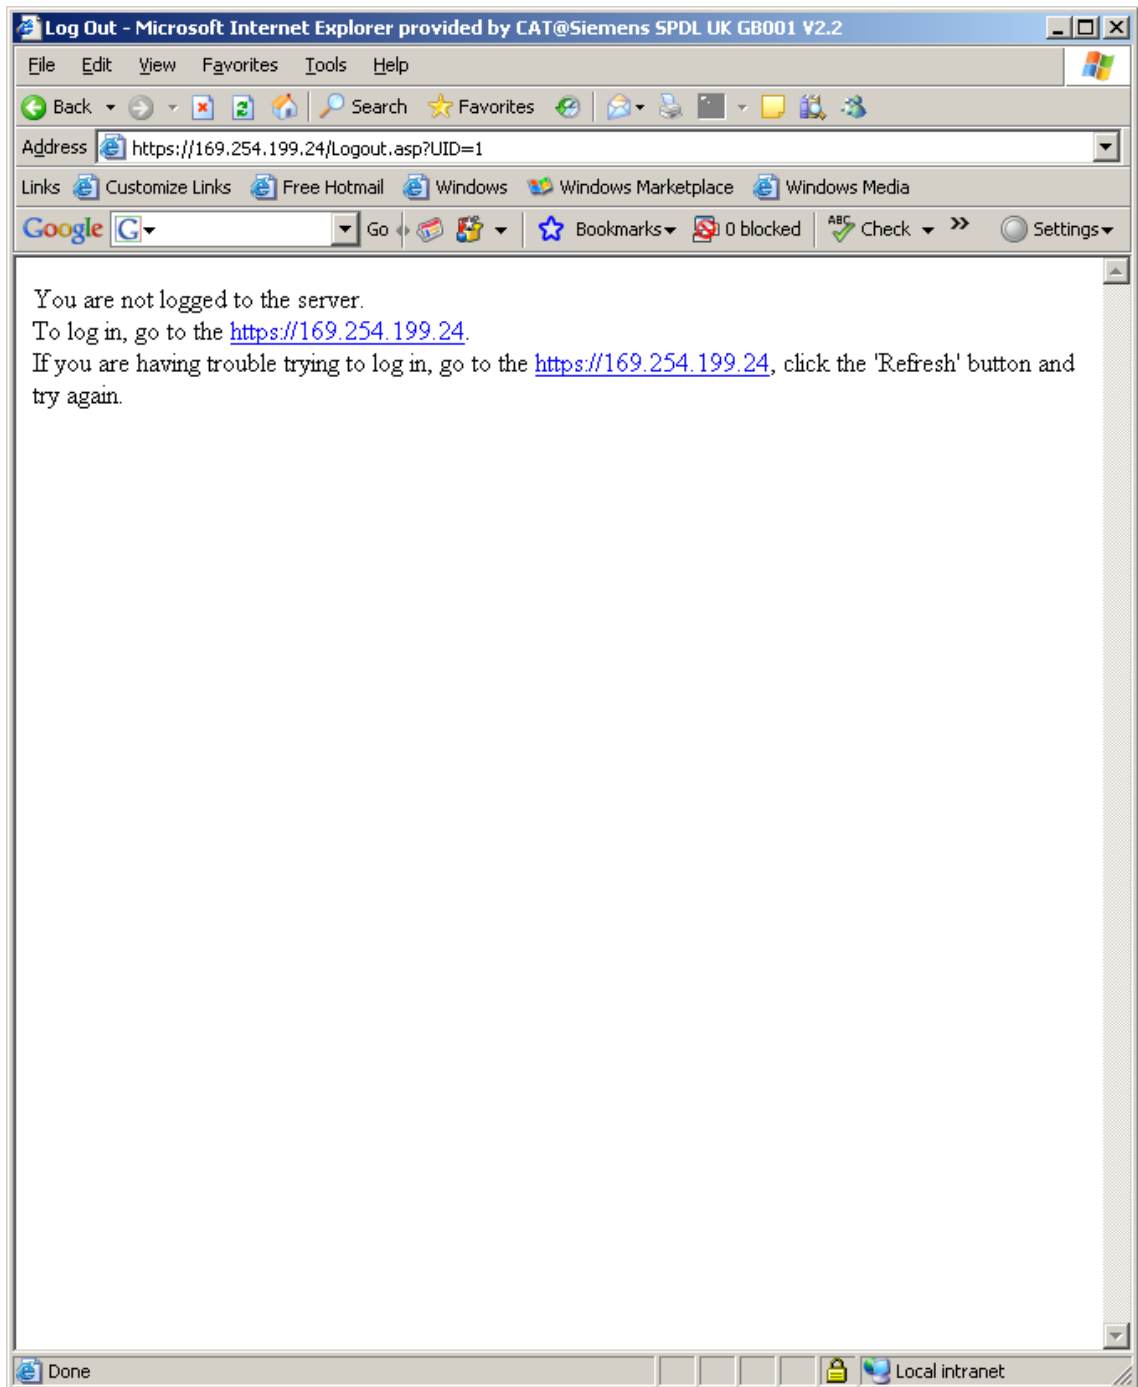 Log Out - Microsoft Internet Explorer provided by CAT@Siemens SPDL UK GB001 V2.2
File Edit View Favorites Tools Help
Back Search Favorites
Address https://169.254.199.24/Logout.asp?UID=1
Links Customize Links Free Hotmail Windows Windows Marketplace Windows Media
Google G Go Bookmarks 0 blocked ABC Check » Settings
You are not logged to the server.
To log in, go to the https://169.254.199.24.
If you are having trouble trying to log in, go to the https://169.254.199.24, click the 'Refresh' button and
try again.
Done Local intranet